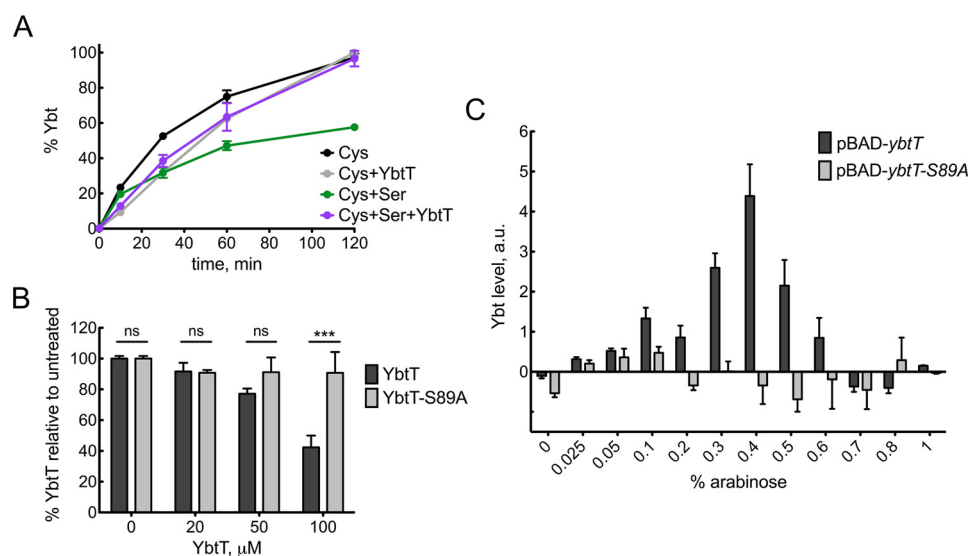 A
% Ybt
100
80
60
40
20
0
0 20 40 60 80 100 120
time, min
Cys
Cys+YbtT
Cys+Ser
Cys+Ser+YbtT
B
% YbtT relative to untreated
100
80
60
40
20
0
ns ns ns ***
0 20 50 100
YbtT, μM
YbtT
YbtT-S89A
C
Ybt level, a.u.
6
5
4
3
2
1
0
pBAD-ybtT
pBAD-ybtT-S89A
0 0.025 0.05 0.1 0.2 0.3 0.4 0.5 0.6 0.7 0.8 1
% arabinose